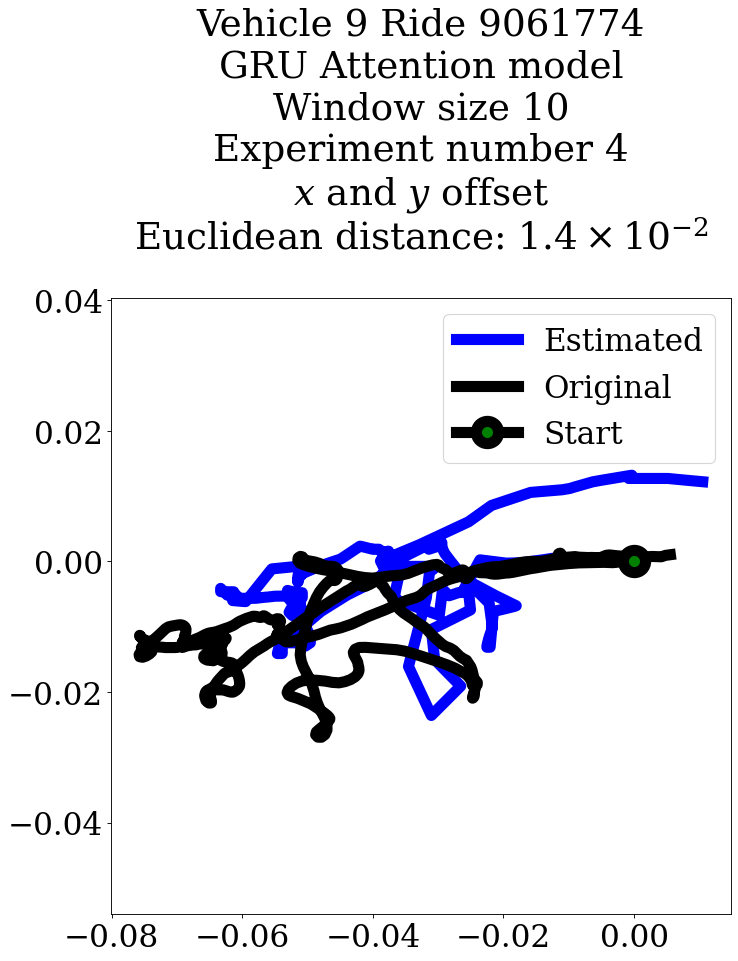 Vehicle 9 Ride 9061774
GRU Attention model
Window size 10
Experiment number 4
x and y offset
Euclidean distance: 1.4 × 10⁻²
0.04
0.02
0.00
−0.02
−0.04
Estimated
Original
Start
−0.08 −0.06 −0.04 −0.02 0.00